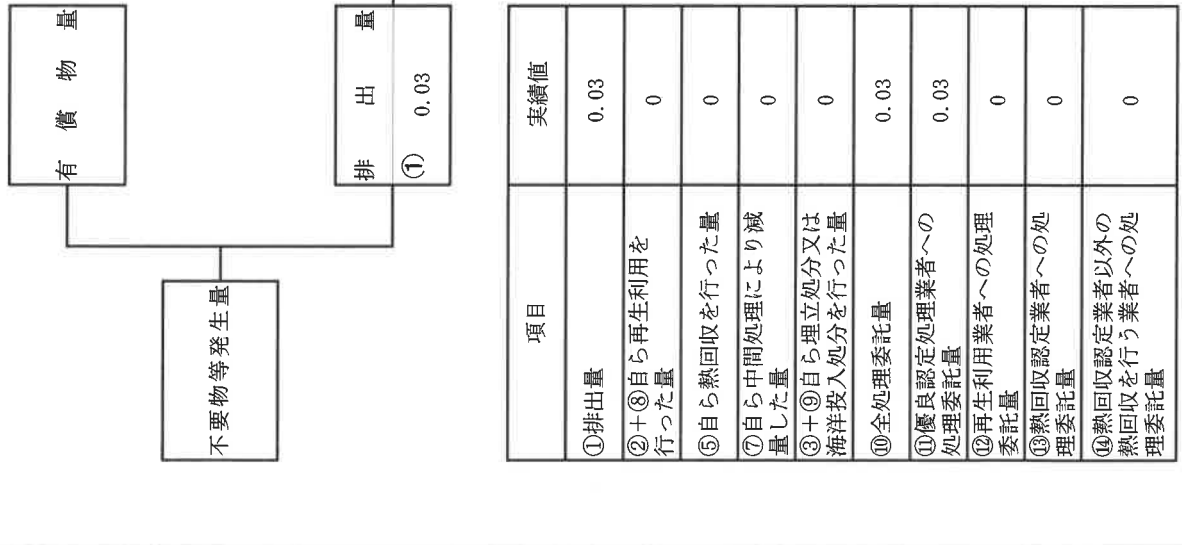 有償物量
不要物等発生量
排出量
① 0.03
項目 実績値
①排出量 0.03
②+⑧自ら再生利用を
行った量 0
⑤自ら熱回収を行った量 0
⑦自ら中間処理により減
量した量 0
③+⑨自ら埋立処分又は
海洋投入処分を行った量 0
⑩全処理委託量 0.03
⑪優良認定処理業者への
処理委託量 0.03
⑫再生利用業者への処理
委託量 0
⑬熱回収認定業者への処
理委託量 0
⑭熱回収認定業者以外の
熱回収を行う業者への処
理委託量 0